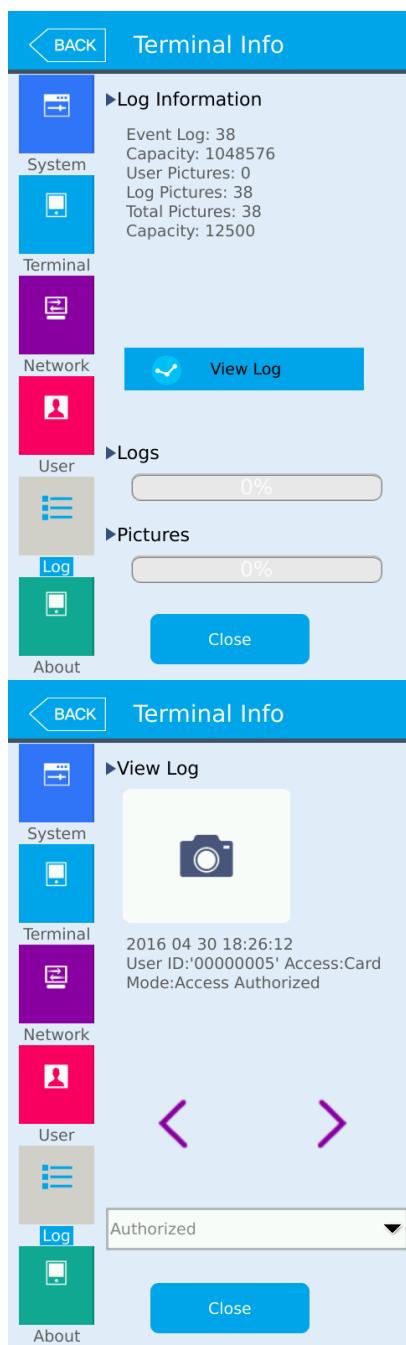 BACK Terminal Info
Log Information
Event Log: 38
Capacity: 1048576
User Pictures: 0
Log Pictures: 38
Total Pictures: 38
Capacity: 12500
System
Terminal
Network
View Log
User
Logs
0%
Pictures
Log
0%
Close
About
BACK Terminal Info
View Log
System
Terminal
2016 04 30 18:26:12
User ID:'00000005' Access:Card
Mode:Access Authorized
Network
User
Authorized
Log
Close
About